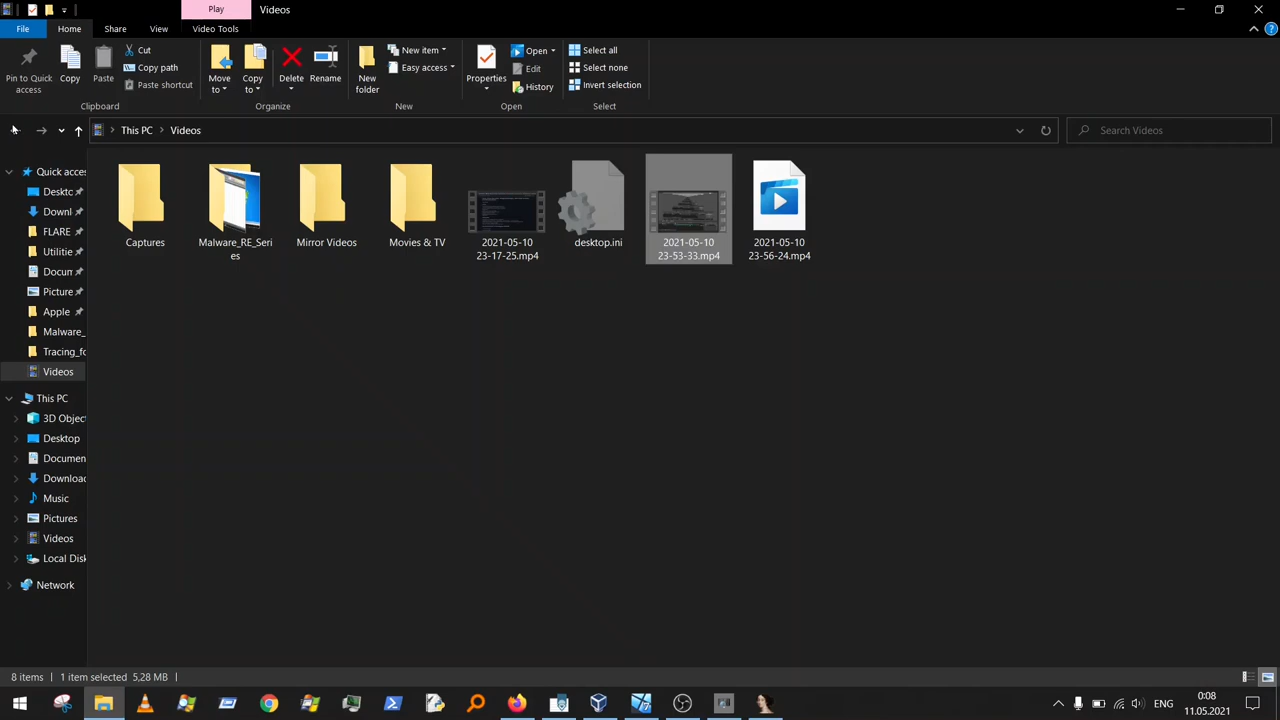 Play
Videos
File
Home
Share
View
Video Tools
Pin to Quick
access
Copy
Paste
Cut
Copy path
Paste shortcut
Move
to
Copy
to
Delete
Rename
New
folder
New item
Easy access
Properties
Open
Edit
History
Select all
Select none
Invert selection
Clipboard
Organize
New
Open
Select
This PC
Videos
Search Videos
Quick acces
Deskto
Downl
FLARE
Utilitie
Docum
Picture
Apple
Malware_
Tracing_fo
Videos
This PC
3D Objec
Desktop
Documen
Download
Music
Pictures
Videos
Local Disk
Network
Captures
Malware_RE_Seri
es
Mirror Videos
Movies & TV
2021-05-10
23-17-25.mp4
desktop.ini
2021-05-10
23-53-33.mp4
2021-05-10
23-56-24.mp4
8 items
1 item selected 5,28 MB
ENG
0:08
11.05.2021